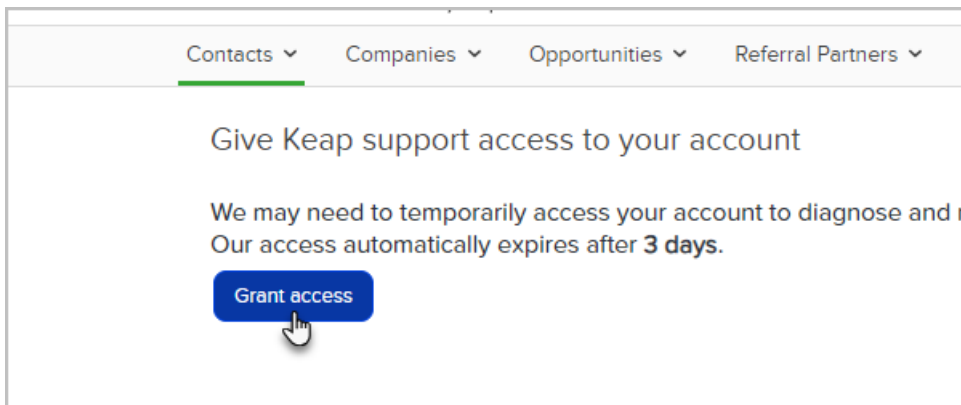 Contacts Companies Opportunities Referral Partners
Give Keap support access to your account
We may need to temporarily access your account to diagnose and
Our access automatically expires after 3 days.
Grant access